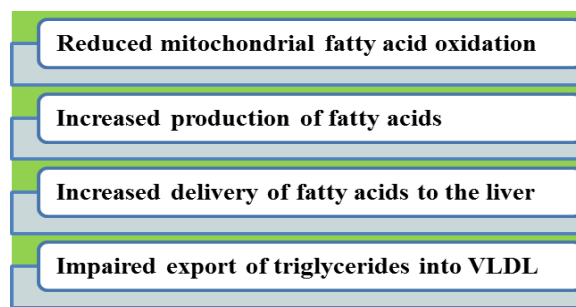 Reduced mitochondrial fatty acid oxidation
Increased production of fatty acids
Increased delivery of fatty acids to the liver
Impaired export of triglycerides into VLDL